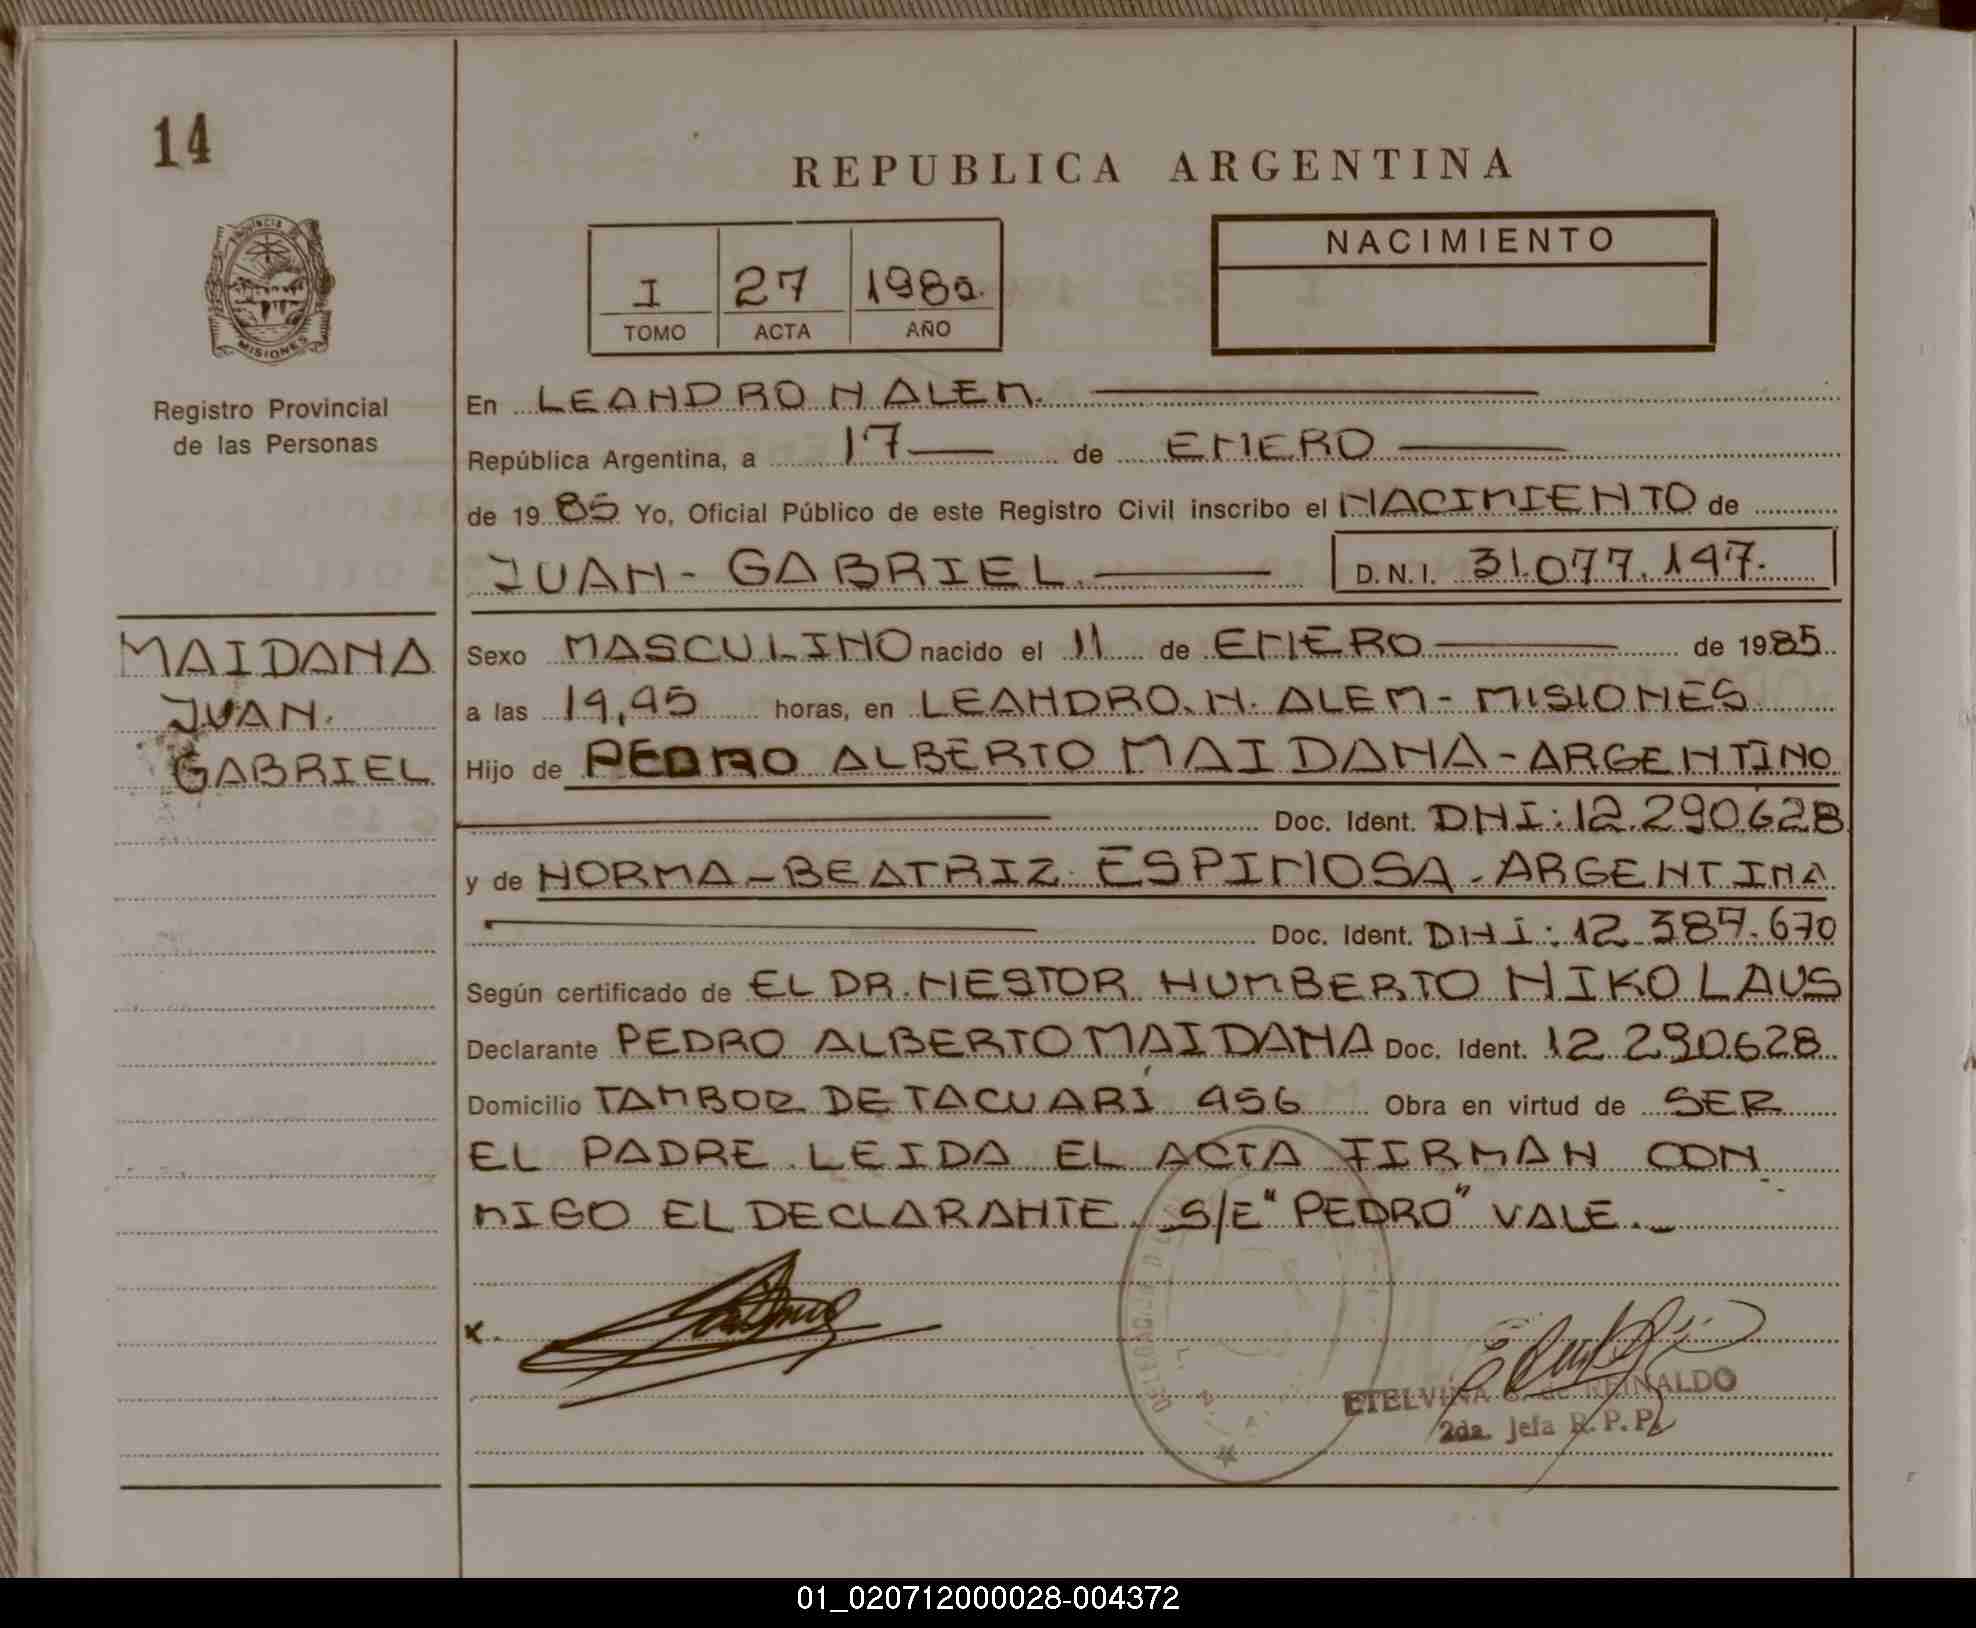 14
REPUBLICA ARGENTINA
PROVINCIA DE MISIONES
I 27 1985.
TOMO ACTA AÑO
NACIMIENTO
Registro Provincial
de las Personas
En LEANDRO N ALEM.
República Argentina, a 17 de ENERO
de 1985 Yo, Oficial Público de este Registro Civil inscribo el NACIMIENTO de
JUAN - GABRIEL. D.N.I. 31.077.147.
MAIDANA
JUAN.
GABRIEL
Sexo MASCULINO nacido el 11 de ENERO de 1985
a las 14,45 horas, en LEANDRO. N. ALEM - MISIONES
Hijo de PEDRO ALBERTO MAIDANA - ARGENTINO
Doc. Ident. DNI: 12.290.628
y de NORMA - BEATRIZ ESPINOSA - ARGENTINA
Doc. Ident. DNI: 12.387.670
Según certificado de EL DR. NESTOR HUMBERTO NIKOLAUS
Declarante PEDRO ALBERTO MAIDANA Doc. Ident. 12.290.628
Domicilio TAMBOR DE TACUARÍ 456 Obra en virtud de SER
EL PADRE. LEIDA EL ACTA FIRMAN CON
MIGO EL DECLARANTE. S/E "PEDRO" VALE.
x.
ETELVINA de REINALDO
2da. Jefa R.P.P.
01_020712000028-004372